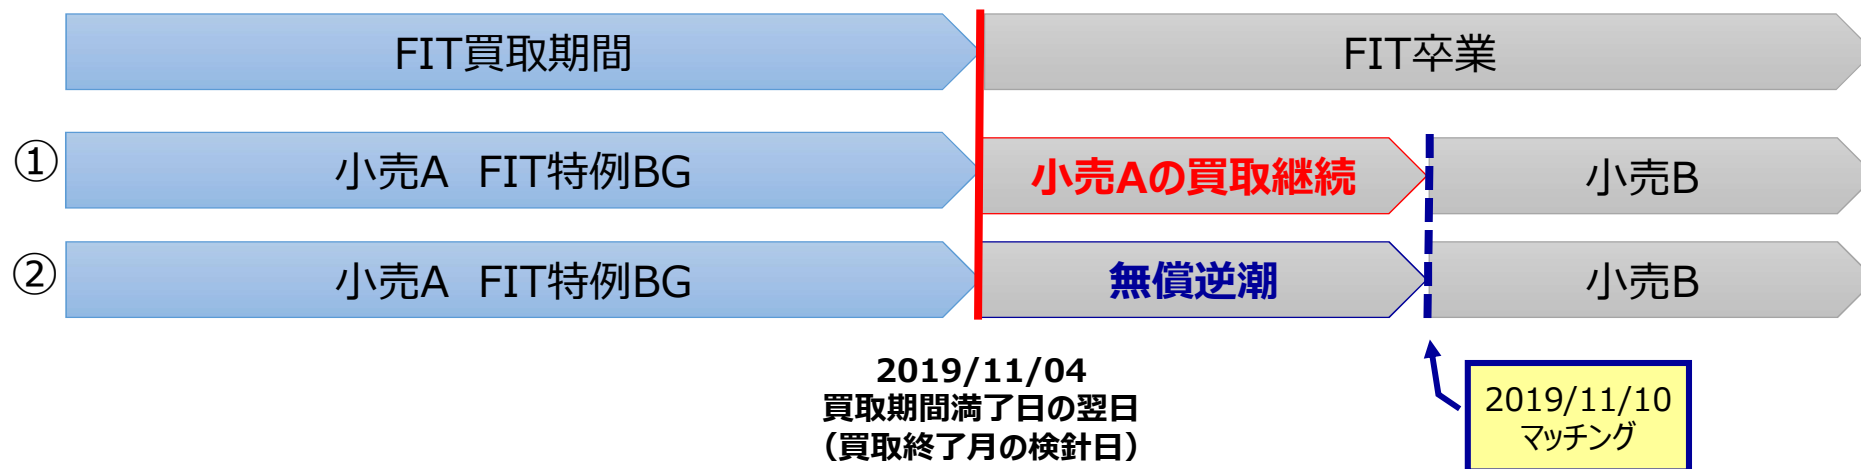 FIT買取期間
FIT卒業
①
小売A FIT特例BG
小売Aの買取継続
小売B
②
小売A FIT特例BG
無償逆潮
小売B
2019/11/04
買取期間満了日の翌日
（買取終了月の検針日）
2019/11/10
マッチング